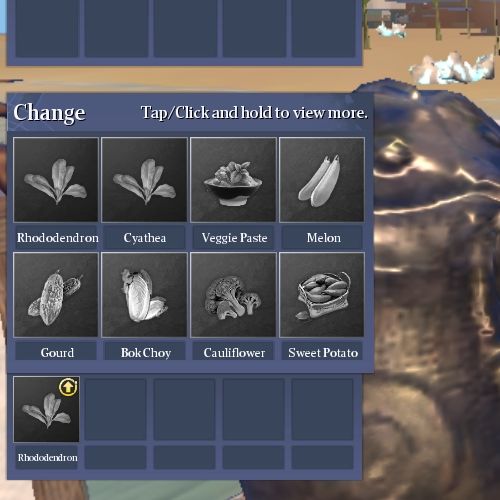 Change
Tap/Click and hold to view more.
Rhododendron
Cyathea
Veggie Paste
Melon
Gourd
Bok Choy
Cauliflower
Sweet Potato
Rhododendron